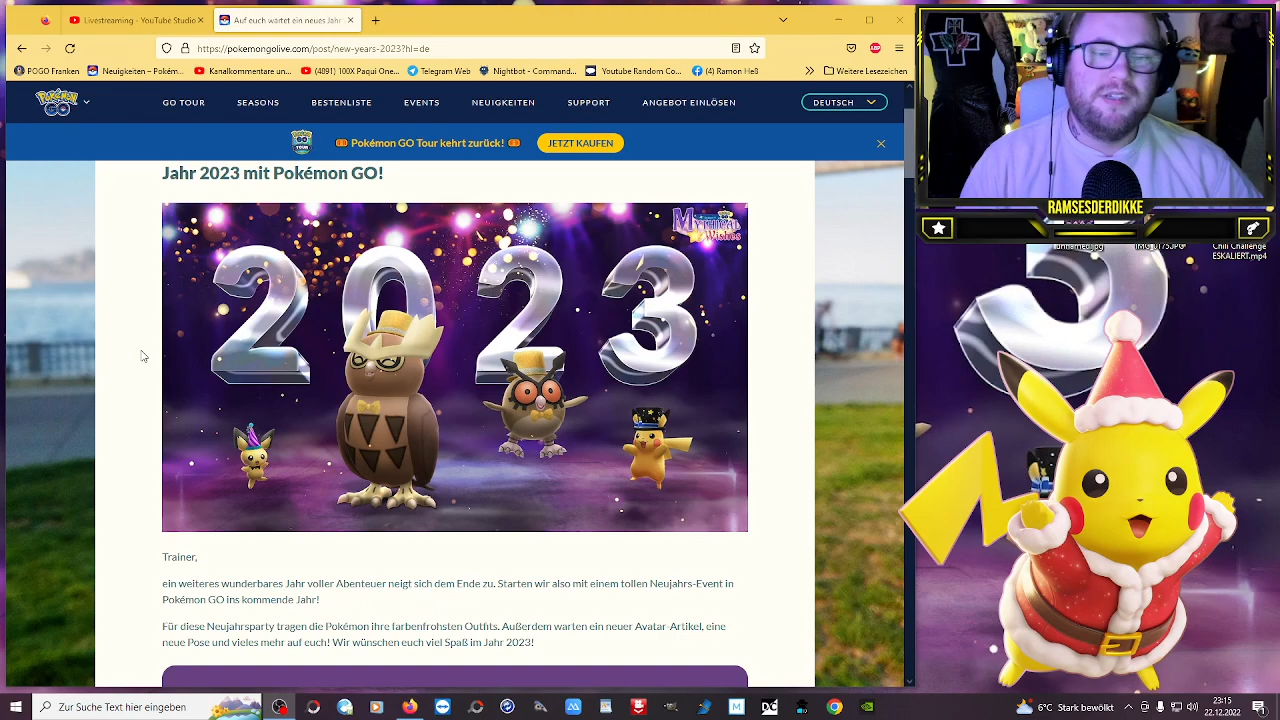 Livestreaming - YouTube Studio
Auf euch wartet ein neues Jahr
https://pokemongolive.com/post/new-years-2023?hl=de
POGO Franken
Neuigkeiten – Pokém…
Kanalkommentare un…
(4891) 100X Paqui One…
Telegram Web
Nightbot - Command…
Youtube Random Co…
(4) Ramon Heß
Weitere Lesezeichen
Pokémon GO
GO TOUR
SEASONS
BESTENLISTE
EVENTS
NEUIGKEITEN
SUPPORT
ANGEBOT EINLÖSEN
DEUTSCH
Pokémon GO Tour kehrt zurück!
JETZT KAUFEN
Jahr 2023 mit Pokémon GO!
Mythical Wishes
2023
Trainer,
ein weiteres wunderbares Jahr voller Abenteuer neigt sich dem Ende zu. Starten wir also mit einem tollen Neujahrs-Event in
Pokémon GO ins kommende Jahr!
Für diese Neujahrsparty tragen die Pokémon ihre farbenfrohsten Outfits. Außerdem warten ein neuer Avatar-Artikel, eine
neue Pose und vieles mehr auf euch! Wir wünschen euch viel Spaß im Jahr 2023!
RAMSESDERDIKKE
Chili Challenge
ESKALIERT.mp4
Zur Suche Text hier eingeben
6°C Stark bewölkt
23:15
22.12.2022